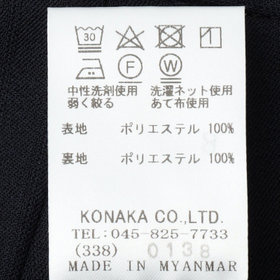 30
F W
中性洗剤使用 洗濯ネット使用
弱く絞る あて布使用
表地 ポリエステル 100%
裏地 ポリエステル 100%
KONAKA CO.,LTD.
TEL:045-825-7733
(338) 0138
MADE IN MYANMAR